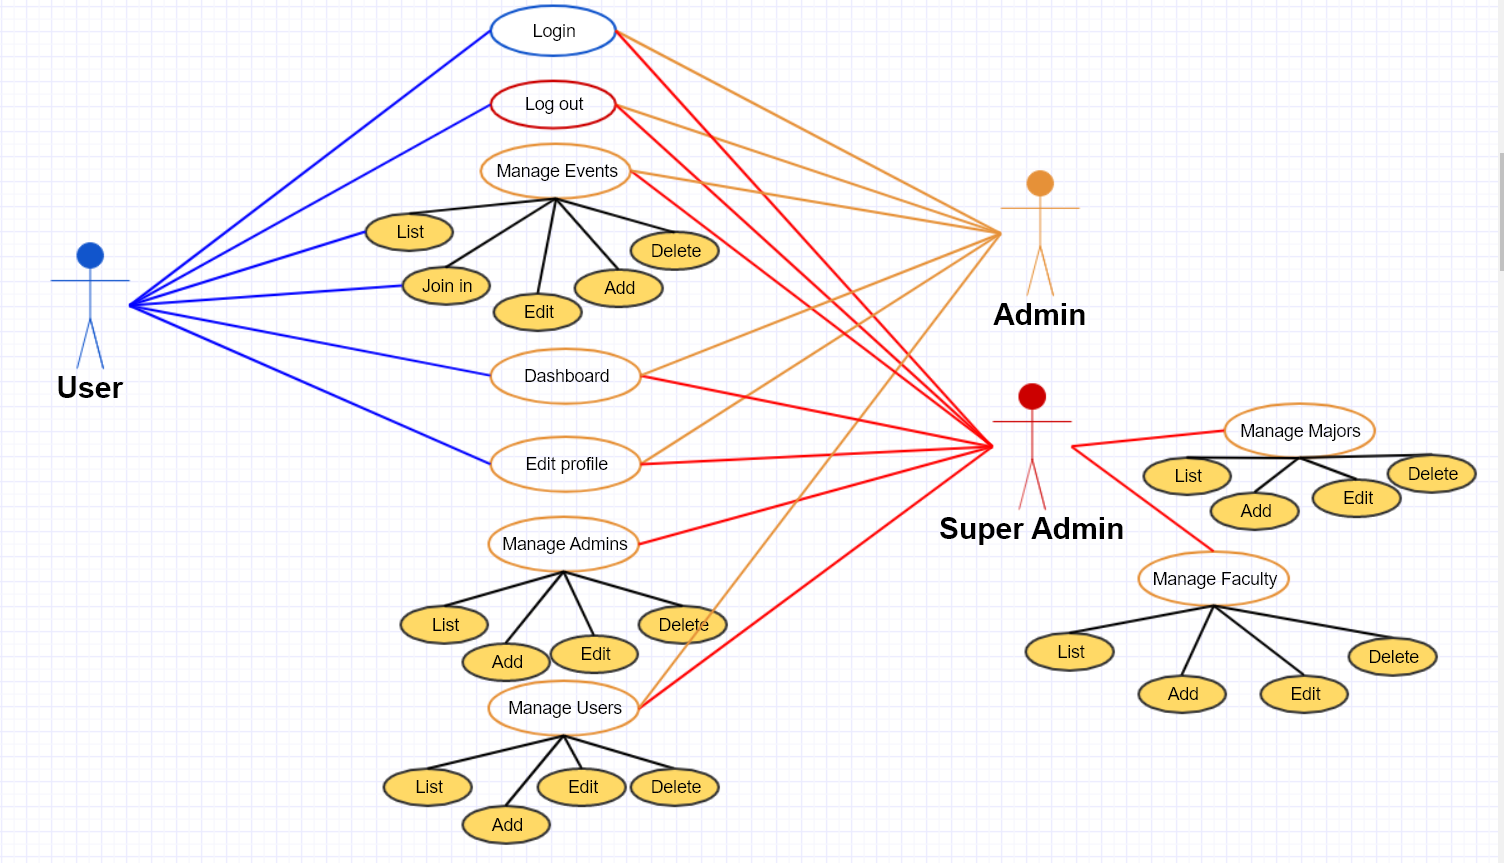 Login
Log out
Manage Events
List
Join in
Edit
Add
Delete
User
Admin
Dashboard
Edit profile
Super Admin
Manage Majors
List
Add
Edit
Delete
Manage Admins
List
Add
Edit
Delete
Manage Faculty
List
Add
Edit
Delete
Manage Users
List
Add
Edit
Delete